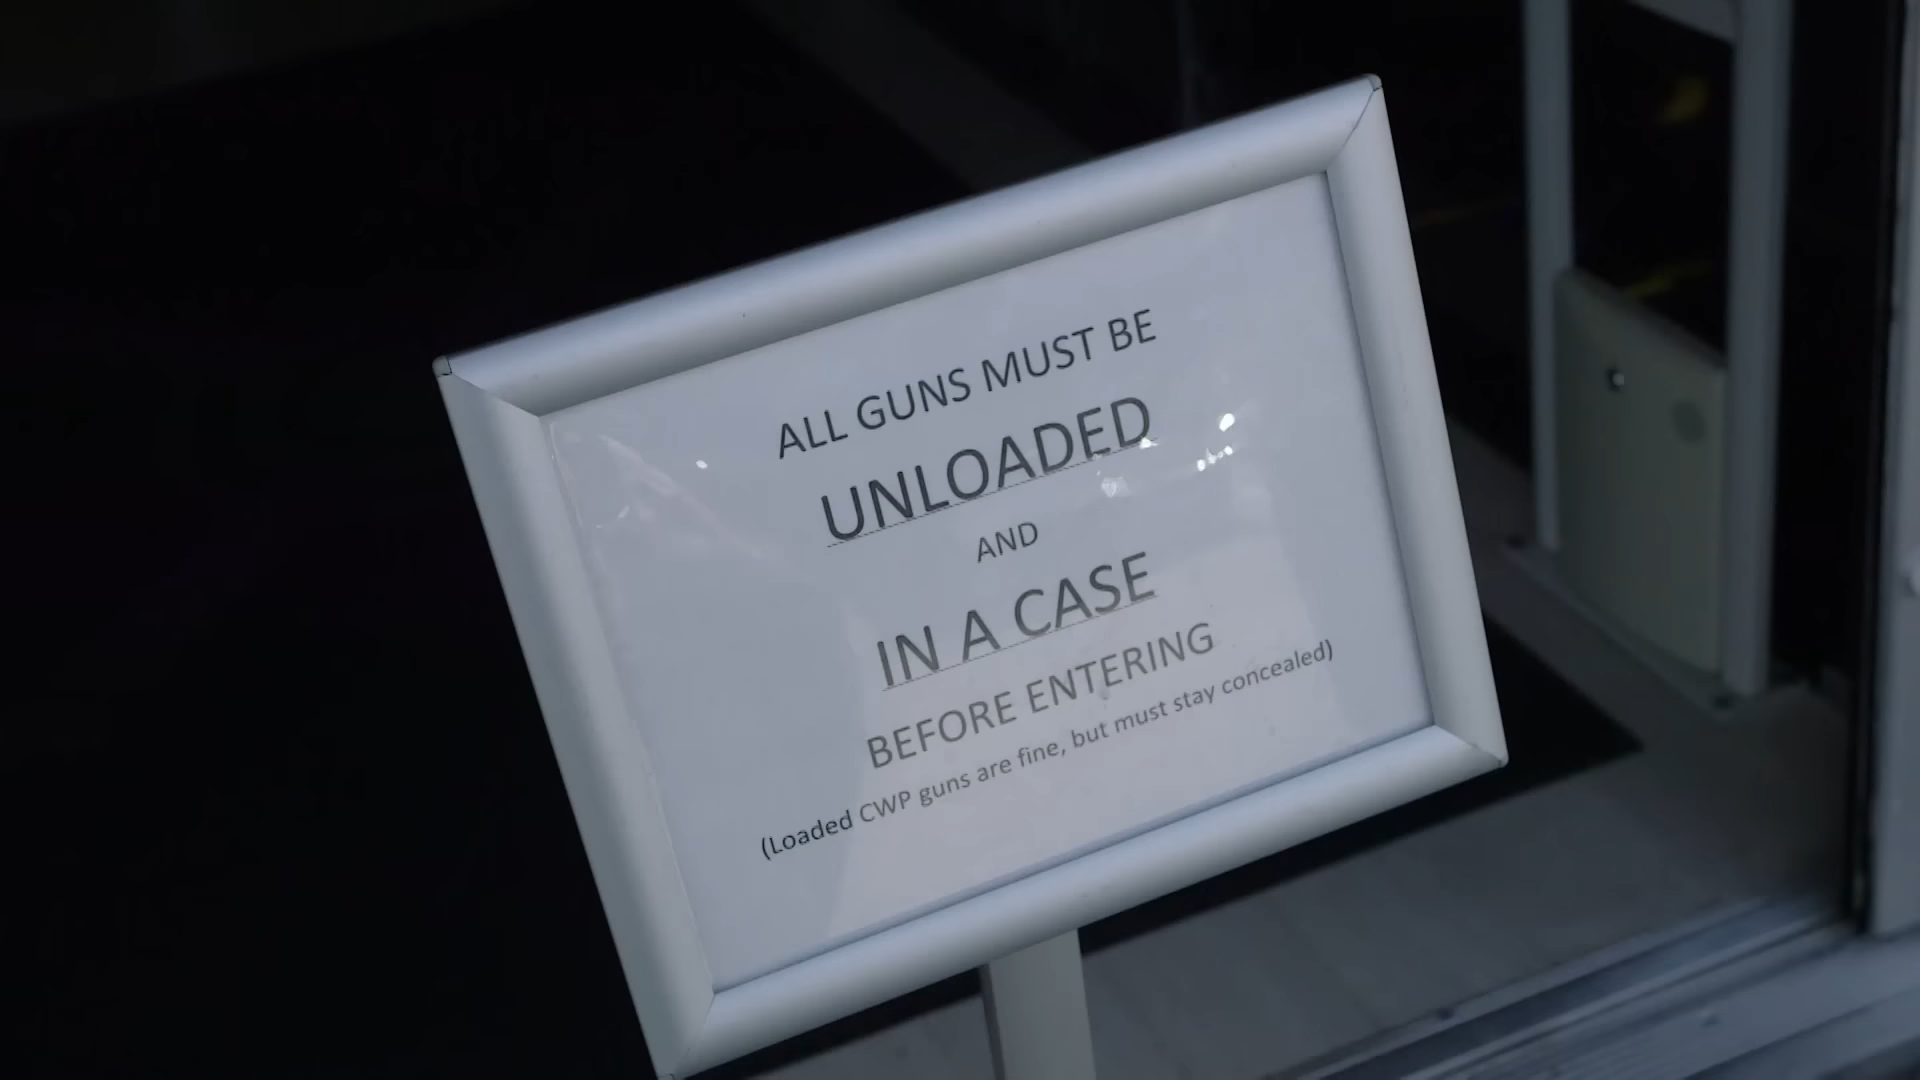 ALL GUNS MUST BE
UNLOADED
AND
IN A CASE
BEFORE ENTERING
(Loaded CWP guns are fine, but must stay concealed)